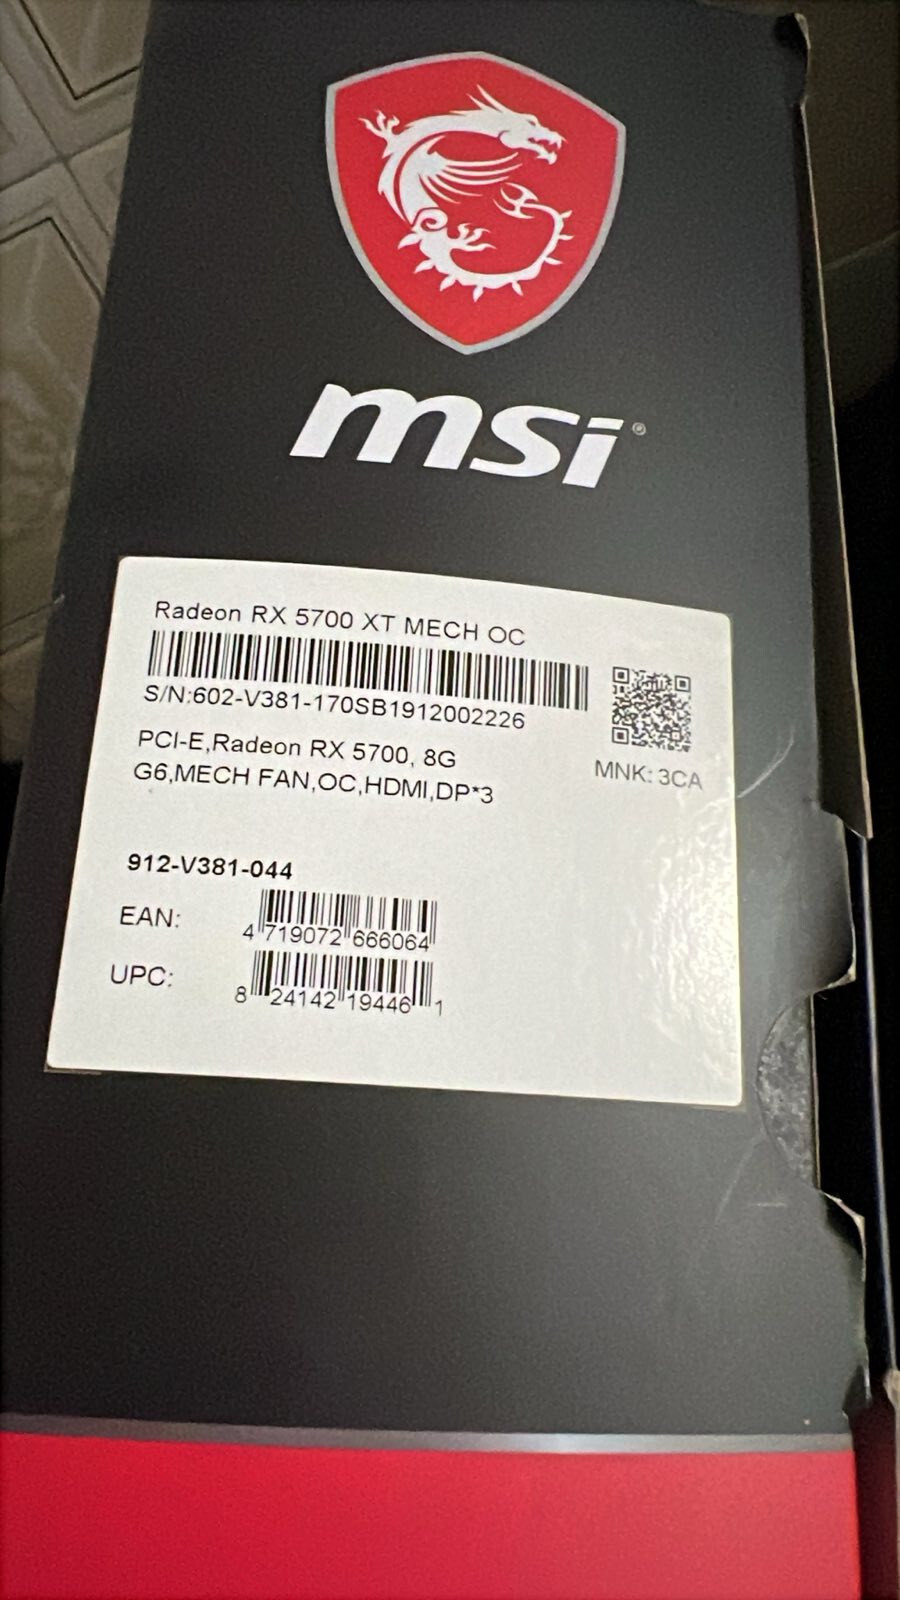 msi®
Radeon RX 5700 XT MECH OC
S/N:602-V381-170SB1912002226
PCI-E,Radeon RX 5700, 8G
G6,MECH FAN,OC,HDMI,DP*3
MNK: 3CA
912-V381-044
EAN:
4 719072 666064
UPC:
8 24142 19446 1